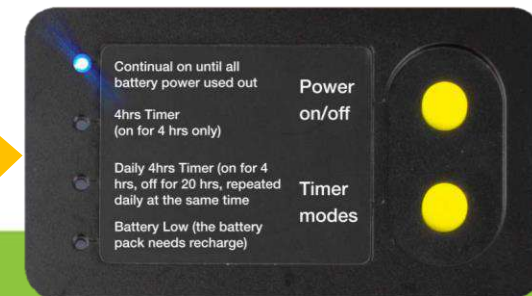 Continual on until all
battery power used out
4hrs Timer
(on for 4 hrs only)
Daily 4hrs Timer (on for 4
hrs, off for 20 hrs, repeated
daily at the same time
Battery Low (the battery
pack needs recharge)
Power
on/off
Timer
modes